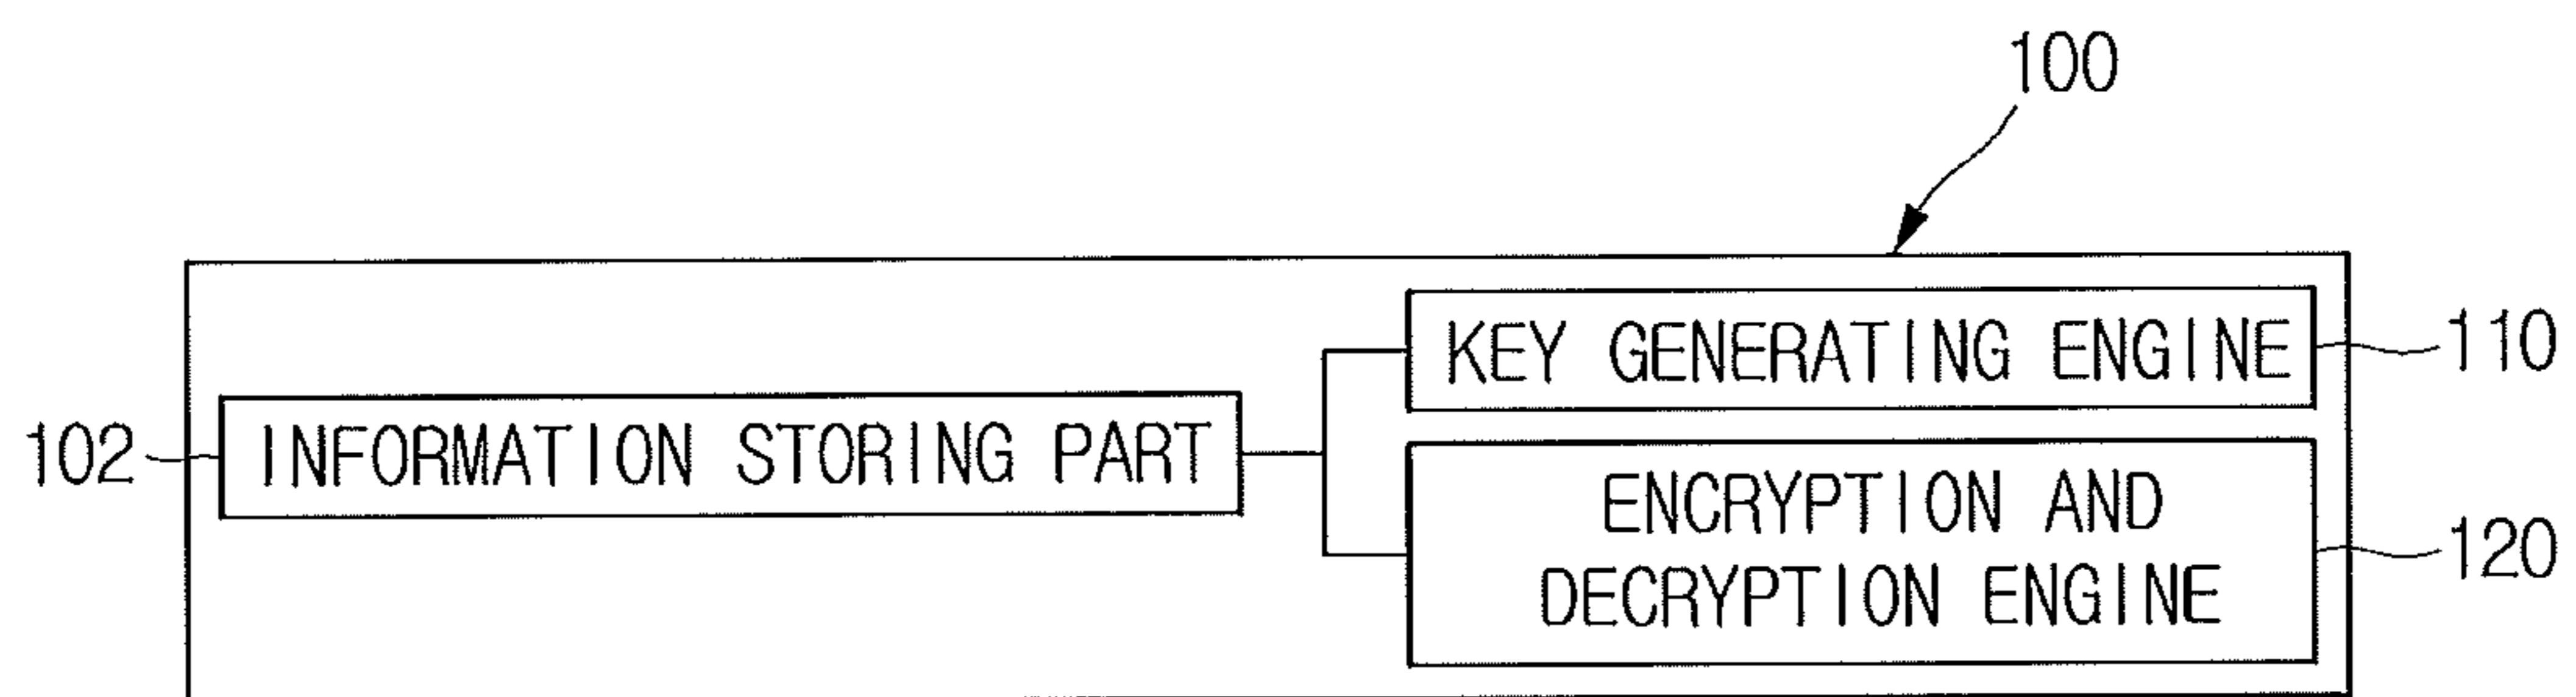 100
KEY GENERATING ENGINE
110
102
INFORMATION STORING PART
ENCRYPTION AND
DECRYPTION ENGINE
120